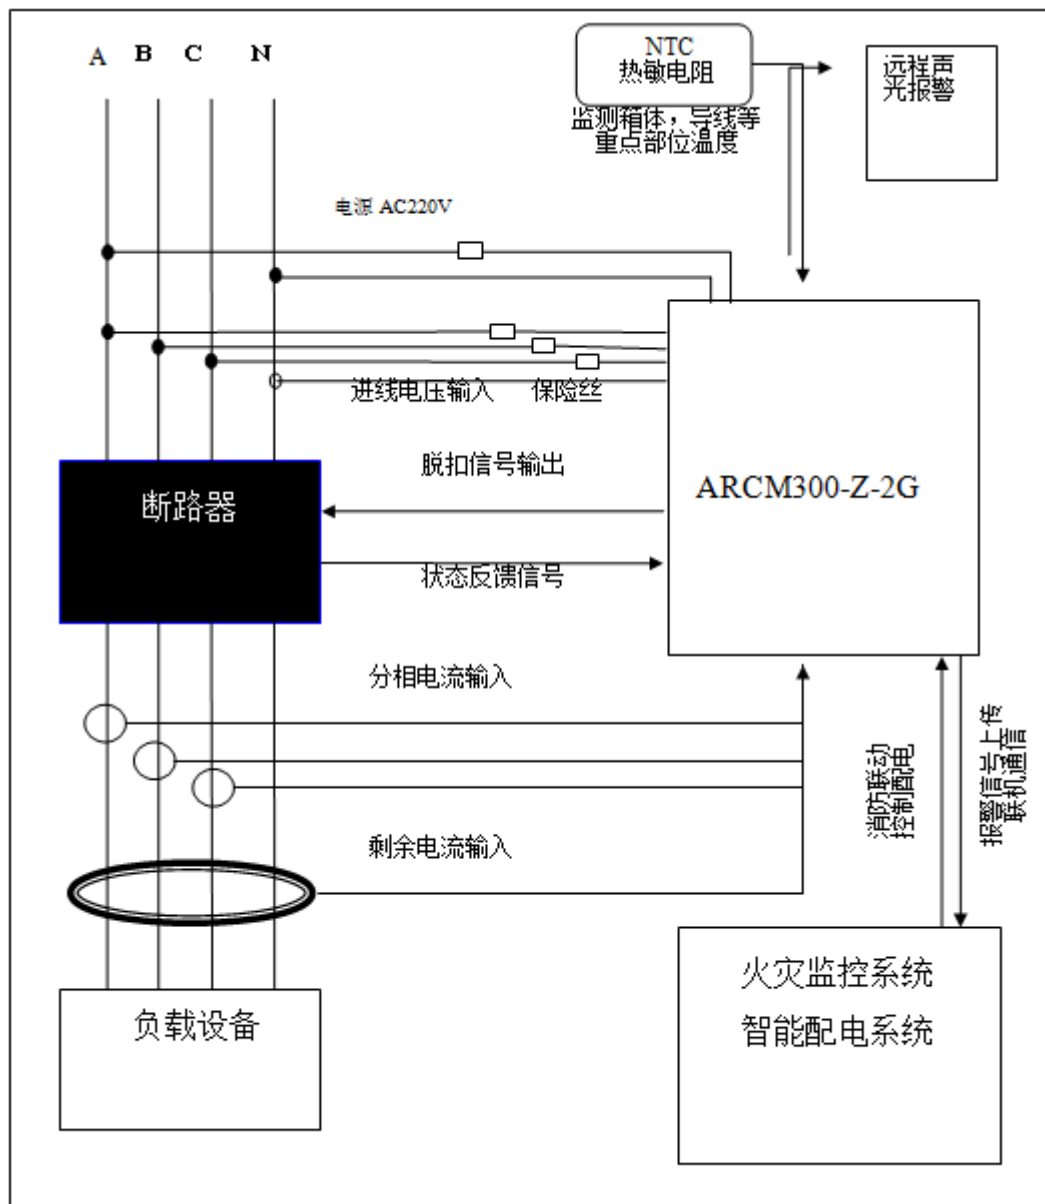 A B C N
NTC
热敏电阻
监测箱体，导线等
重点部位温度
远程声
光报警
电源 AC220V
进线电压输入 保险丝
脱扣信号输出
断路器
ARCM300-Z-2G
状态反馈信号
分相电流输入
消防联动
控制配电
报警信号上传
联机通信
剩余电流输入
负载设备
火灾监控系统
智能配电系统